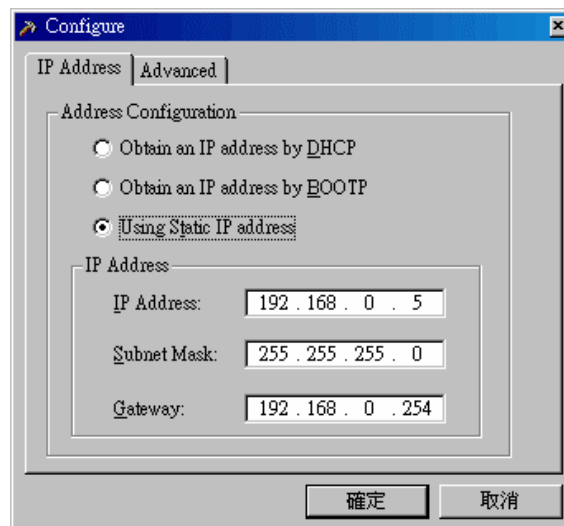 Configure
IP Address Advanced
Address Configuration
Obtain an IP address by DHCP
Obtain an IP address by BOOTP
Using Static IP address
IP Address
IP Address: 192 . 168 . 0 . 5
Subnet Mask: 255 . 255 . 255 . 0
Gateway: 192 . 168 . 0 . 254
確定 取消